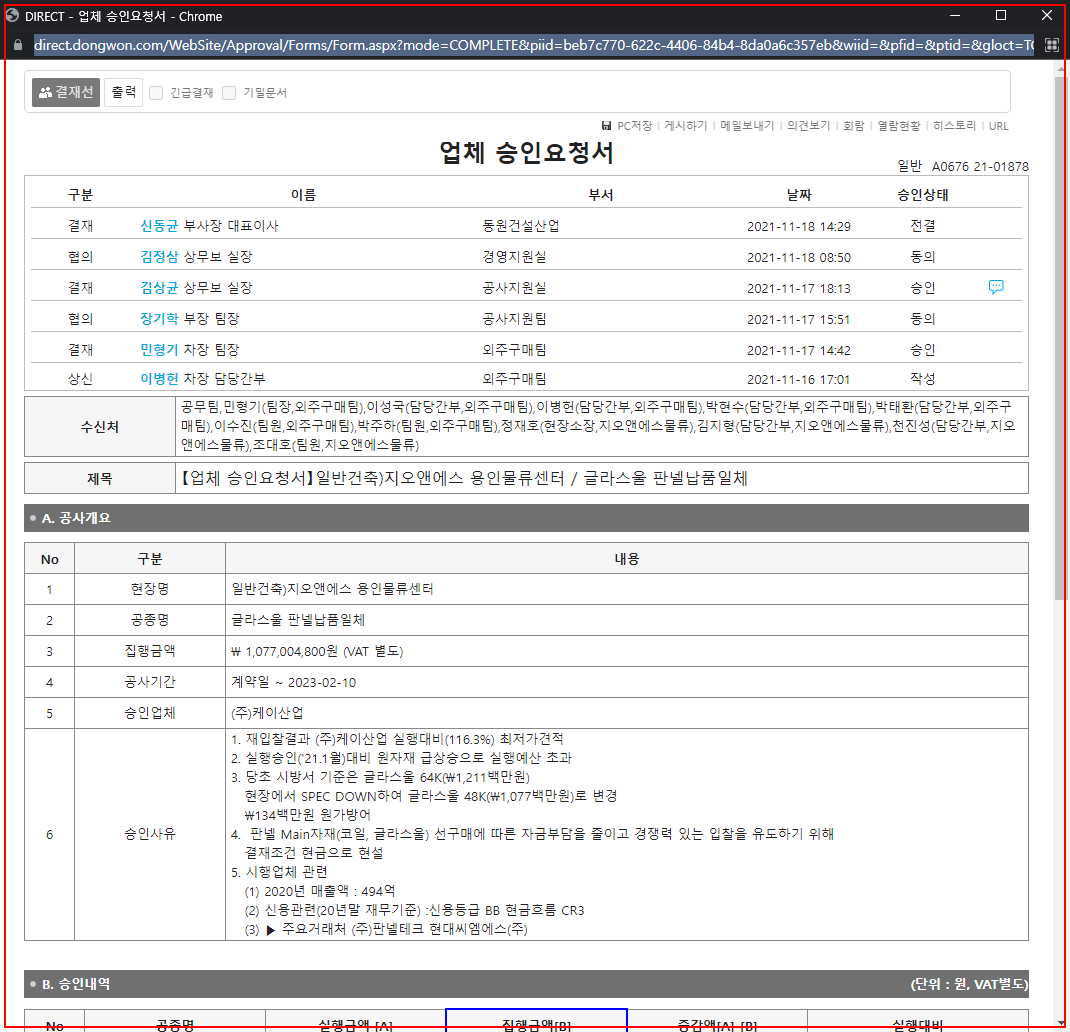 DIRECT - 업체 승인요청서 - Chrome
direct.dongwon.com/WebSite/Approval/Forms/Form.aspx?mode=COMPLETE&piid=beb7c770-622c-4406-84b4-8da0a6c357eb&wiid=&pfid=&ptid=&gloct=TC
결재선 출력 긴급결재 기밀문서
PC저장 | 게시하기 | 메일보내기 | 의견보기 | 회람 | 열람현황 | 히스토리 | URL
업체 승인요청서
일반 A0676 21-01878
구분 이름 부서 날짜 승인상태
결재 신동균 부사장 대표이사 동원건설산업 2021-11-18 14:29 전결
협의 김정삼 상무보 실장 경영지원실 2021-11-18 08:50 동의
결재 김상균 상무보 실장 공사지원실 2021-11-17 18:13 승인
협의 장기학 부장 팀장 공사지원팀 2021-11-17 15:51 동의
결재 민형기 차장 팀장 외주구매팀 2021-11-17 14:42 승인
상신 이병헌 차장 담당간부 외주구매팀 2021-11-16 17:01 작성
수신처
공무팀,민형기(팀장,외주구매팀),이성국(담당간부,외주구매팀),이병헌(담당간부,외주구매팀),박현수(담당간부,외주구매팀),박태환(담당간부,외주구
매팀),이수진(팀원,외주구매팀),박주하(팀원,외주구매팀),정재호(현장소장,지오앤에스물류),김지형(담당간부,지오앤에스물류),천진성(담당간부,지오
앤에스물류),조대호(팀원,지오앤에스물류)
제목 【업체 승인요청서】일반건축)지오앤에스 용인물류센터 / 글라스울 판넬납품일체
A. 공사개요
No 구분 내용
1 현장명 일반건축)지오앤에스 용인물류센터
2 공종명 글라스울 판넬납품일체
3 집행금액 ₩ 1,077,004,800원 (VAT 별도)
4 공사기간 계약일 ~ 2023-02-10
5 승인업체 (주)케이산업
6 승인사유
1. 재입찰결과 (주)케이산업 실행대비(116.3%) 최저가견적
2. 실행승인('21.1월)대비 원자재 급상승으로 실행예산 초과
3. 당조 시방서 기준은 글라스울 64K(₩1,211백만원)
현장에서 SPEC DOWN하여 글라스울 48K(₩1,077백만원)로 변경
₩134백만원 원가방어
4. 판넬 Main자재(코일, 글라스울) 선구매에 따른 자금부담을 줄이고 경쟁력 있는 입찰을 유도하기 위해
결재조건 현금으로 현설
5. 시행업체 관련
(1) 2020년 매출액 : 494억
(2) 신용관련(20년말 재무기준) :신용등급 BB 현금흐름 CR3
(3) ▶ 주요거래처 (주)판넬테크 현대씨엠에스(주)
B. 승인내역 (단위 : 원, VAT별도)
No 공종명 실행금액 [A] 집행금액[B] 증감액[A]-[B] 실행대비